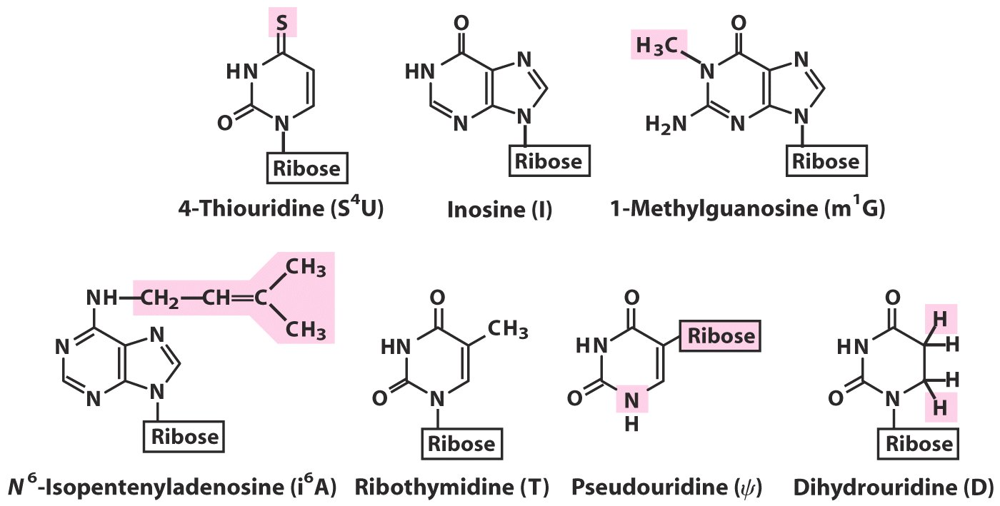 S
HN
O
N
Ribose
4-Thiouridine (S⁴U)
O
HN
N
N
N
Ribose
Inosine (I)
O
H₃C
N
N
H₂N
N
N
Ribose
1-Methylguanosine (m¹G)
NH—CH₂—CH=C
CH₃
CH₃
N
N
N
N
Ribose
N⁶-Isopentenyladenosine (i⁶A)
O
CH₃
HN
O
N
Ribose
Ribothymidine (T)
O
Ribose
HN
O
N
H
Pseudouridine (ψ)
O
H
H
HN
H
O
N
H
Ribose
Dihydrouridine (D)